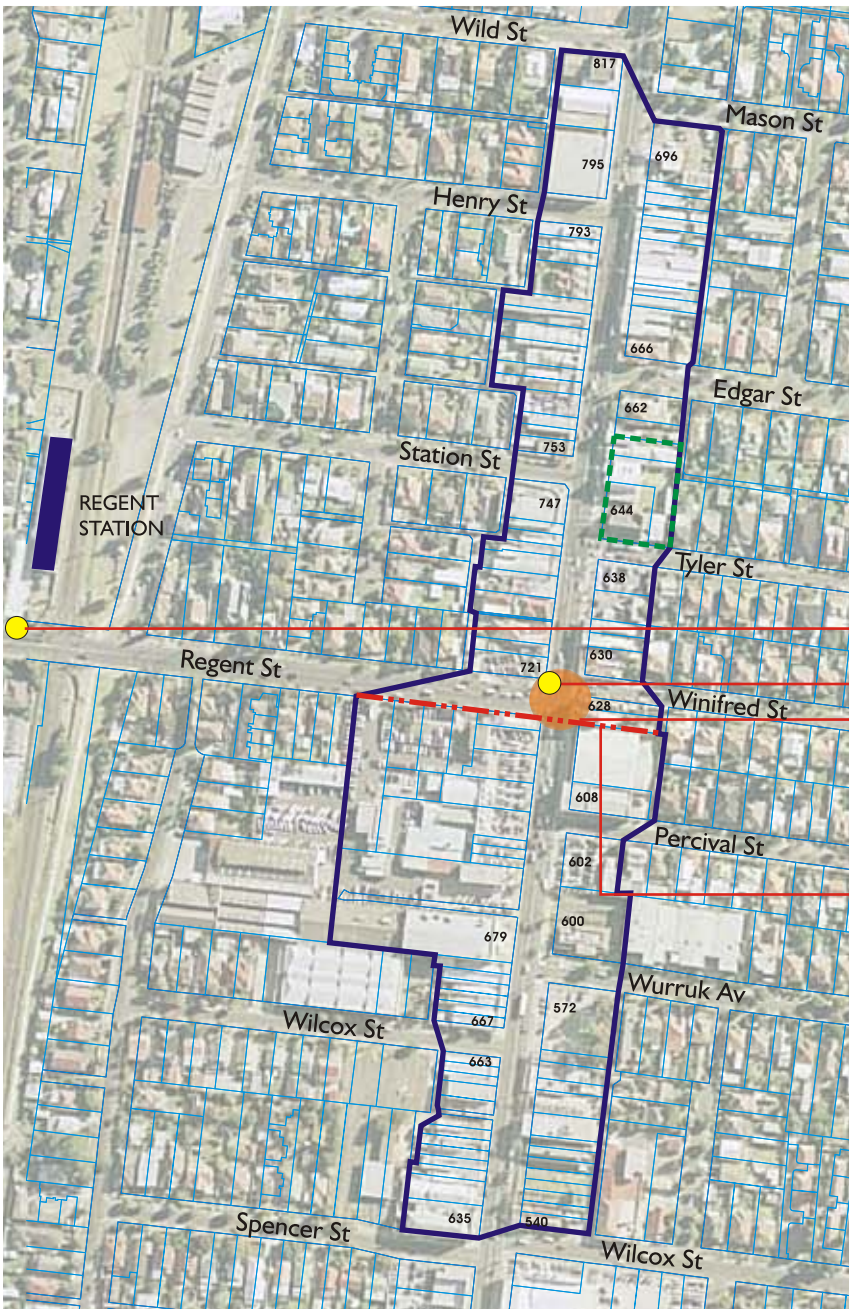 Wild St
817
Mason St
795
696
Henry St
793
666
Edgar St
662
753
Station St
747
644
REGENT
STATION
Tyler St
638
630
Regent St
721
Winifred St
628
608
Percival St
602
600
679
Wurruk Av
572
667
Wilcox St
663
635
540
Spencer St
Wilcox St